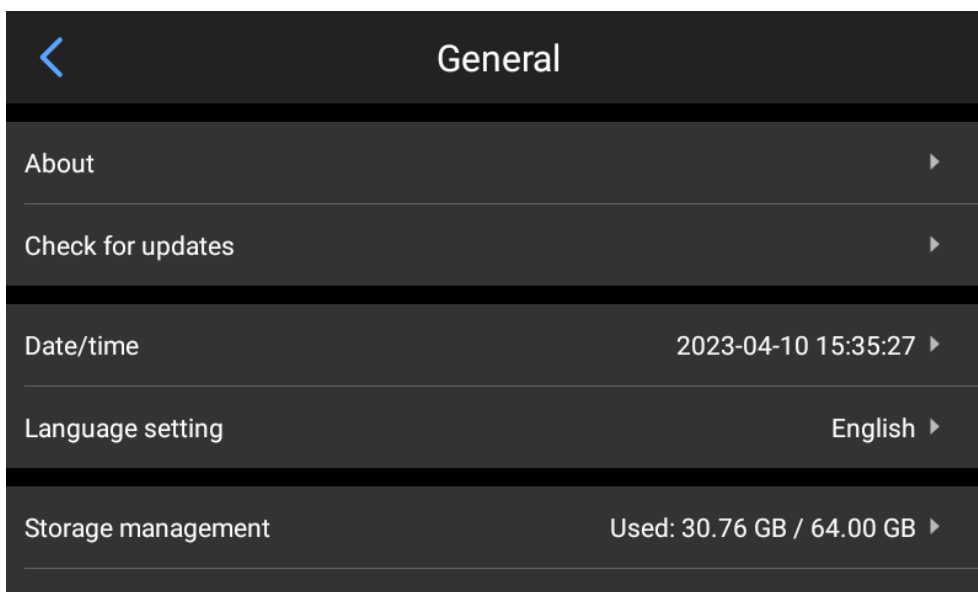 General
About
Check for updates
Date/time 2023-04-10 15:35:27
Language setting English
Storage management Used: 30.76 GB / 64.00 GB